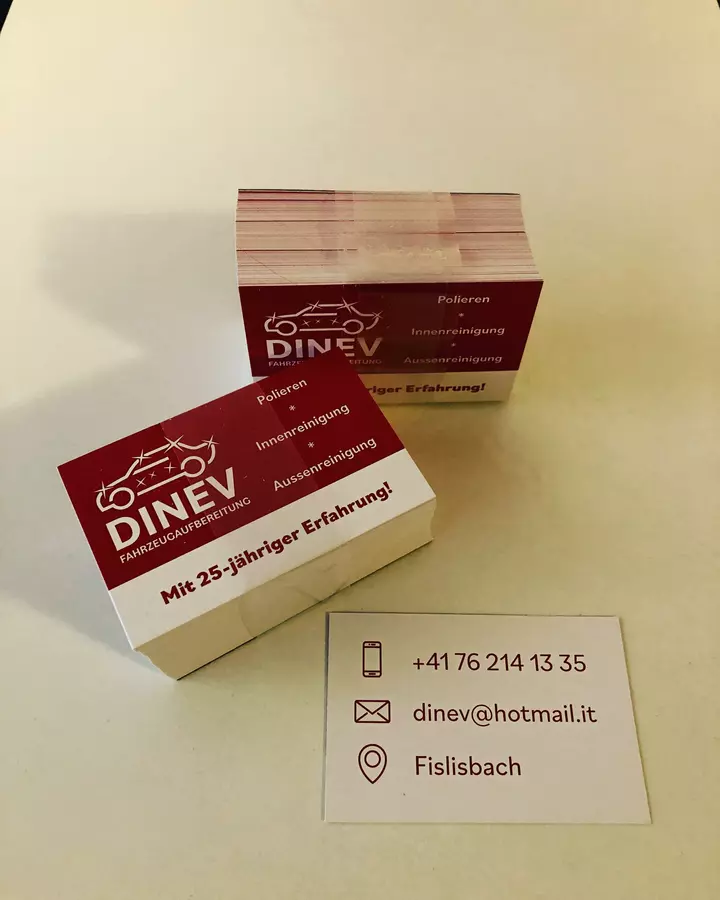 Polieren
*
Innenreinigung
*
Aussenreinigung
DINEV
FAHRZEUGAUFBEREITUNG
Erfahrung!
Polieren
*
Innenreinigung
*
Aussenreinigung
DINEV
FAHRZEUGAUFBEREITUNG
Mit 25-jähriger Erfahrung!
+41 76 214 13 35
dinev@hotmail.it
Fislisbach